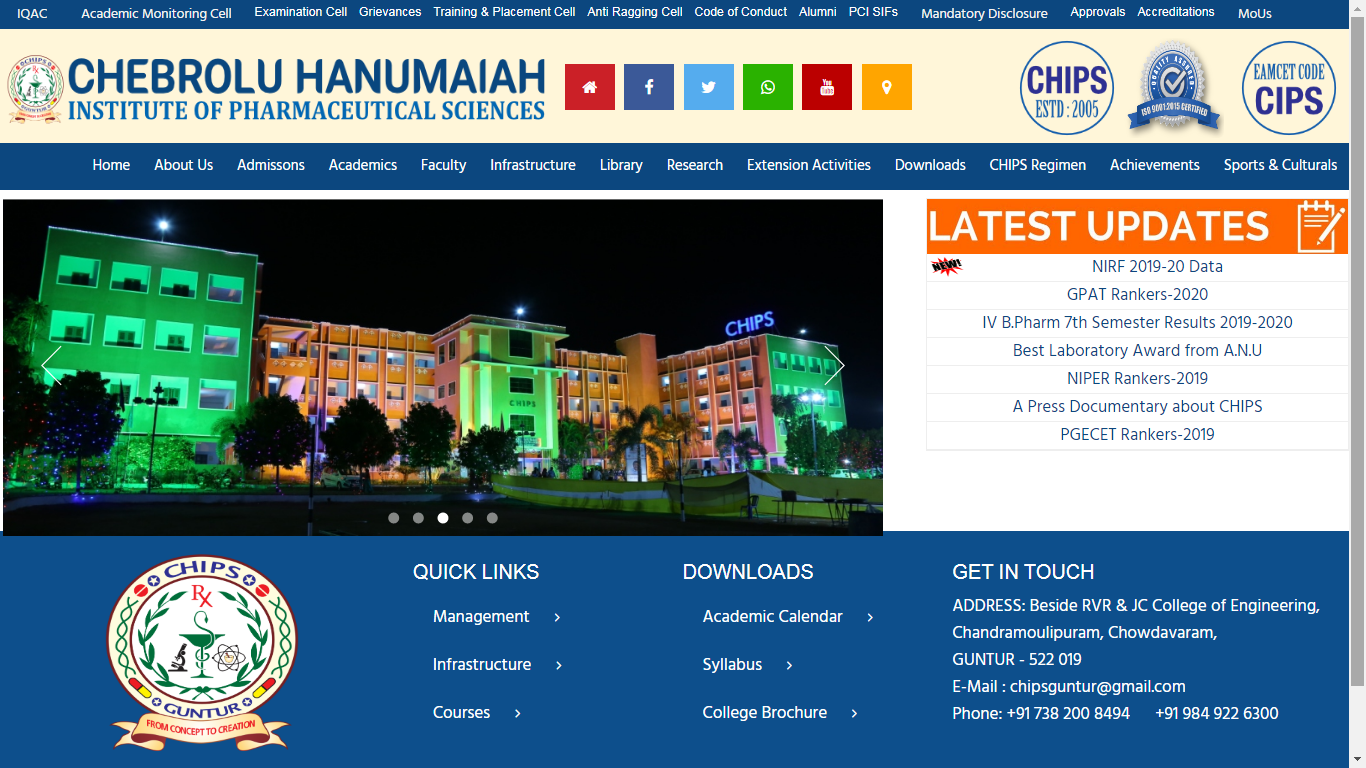 IQAC Academic Monitoring Cell Examination Cell Grievances Training & Placement Cell Anti Ragging Cell Code of Conduct Alumni PCI SIFs Mandatory Disclosure Approvals Accreditations MoUs
CHEBROLU HANUMAIAH
INSTITUTE OF PHARMACEUTICAL SCIENCES
CHIPS
ESTD : 2005
QUALITY ASSURED
ISO 9001:2015 CERTIFIED
EAMCET CODE
CIPS
You
Tube
Home About Us Admissons Academics Faculty Infrastructure Library Research Extension Activities Downloads CHIPS Regimen Achievements Sports & Culturals
CHIPS
CHIPS
LATEST UPDATES
NEW! NIRF 2019-20 Data
GPAT Rankers-2020
IV B.Pharm 7th Semester Results 2019-2020
Best Laboratory Award from A.N.U
NIPER Rankers-2019
A Press Documentary about CHIPS
PGECET Rankers-2019
CHIPS
Rx
GUNTUR
FROM CONCEPT TO CREATION
QUICK LINKS
Management
Infrastructure
Courses
DOWNLOADS
Academic Calendar
Syllabus
College Brochure
GET IN TOUCH
ADDRESS: Beside RVR & JC College of Engineering,
Chandramoulipuram, Chowdavaram,
GUNTUR - 522 019
E-Mail : chipsguntur@gmail.com
Phone: +91 738 200 8494 +91 984 922 6300